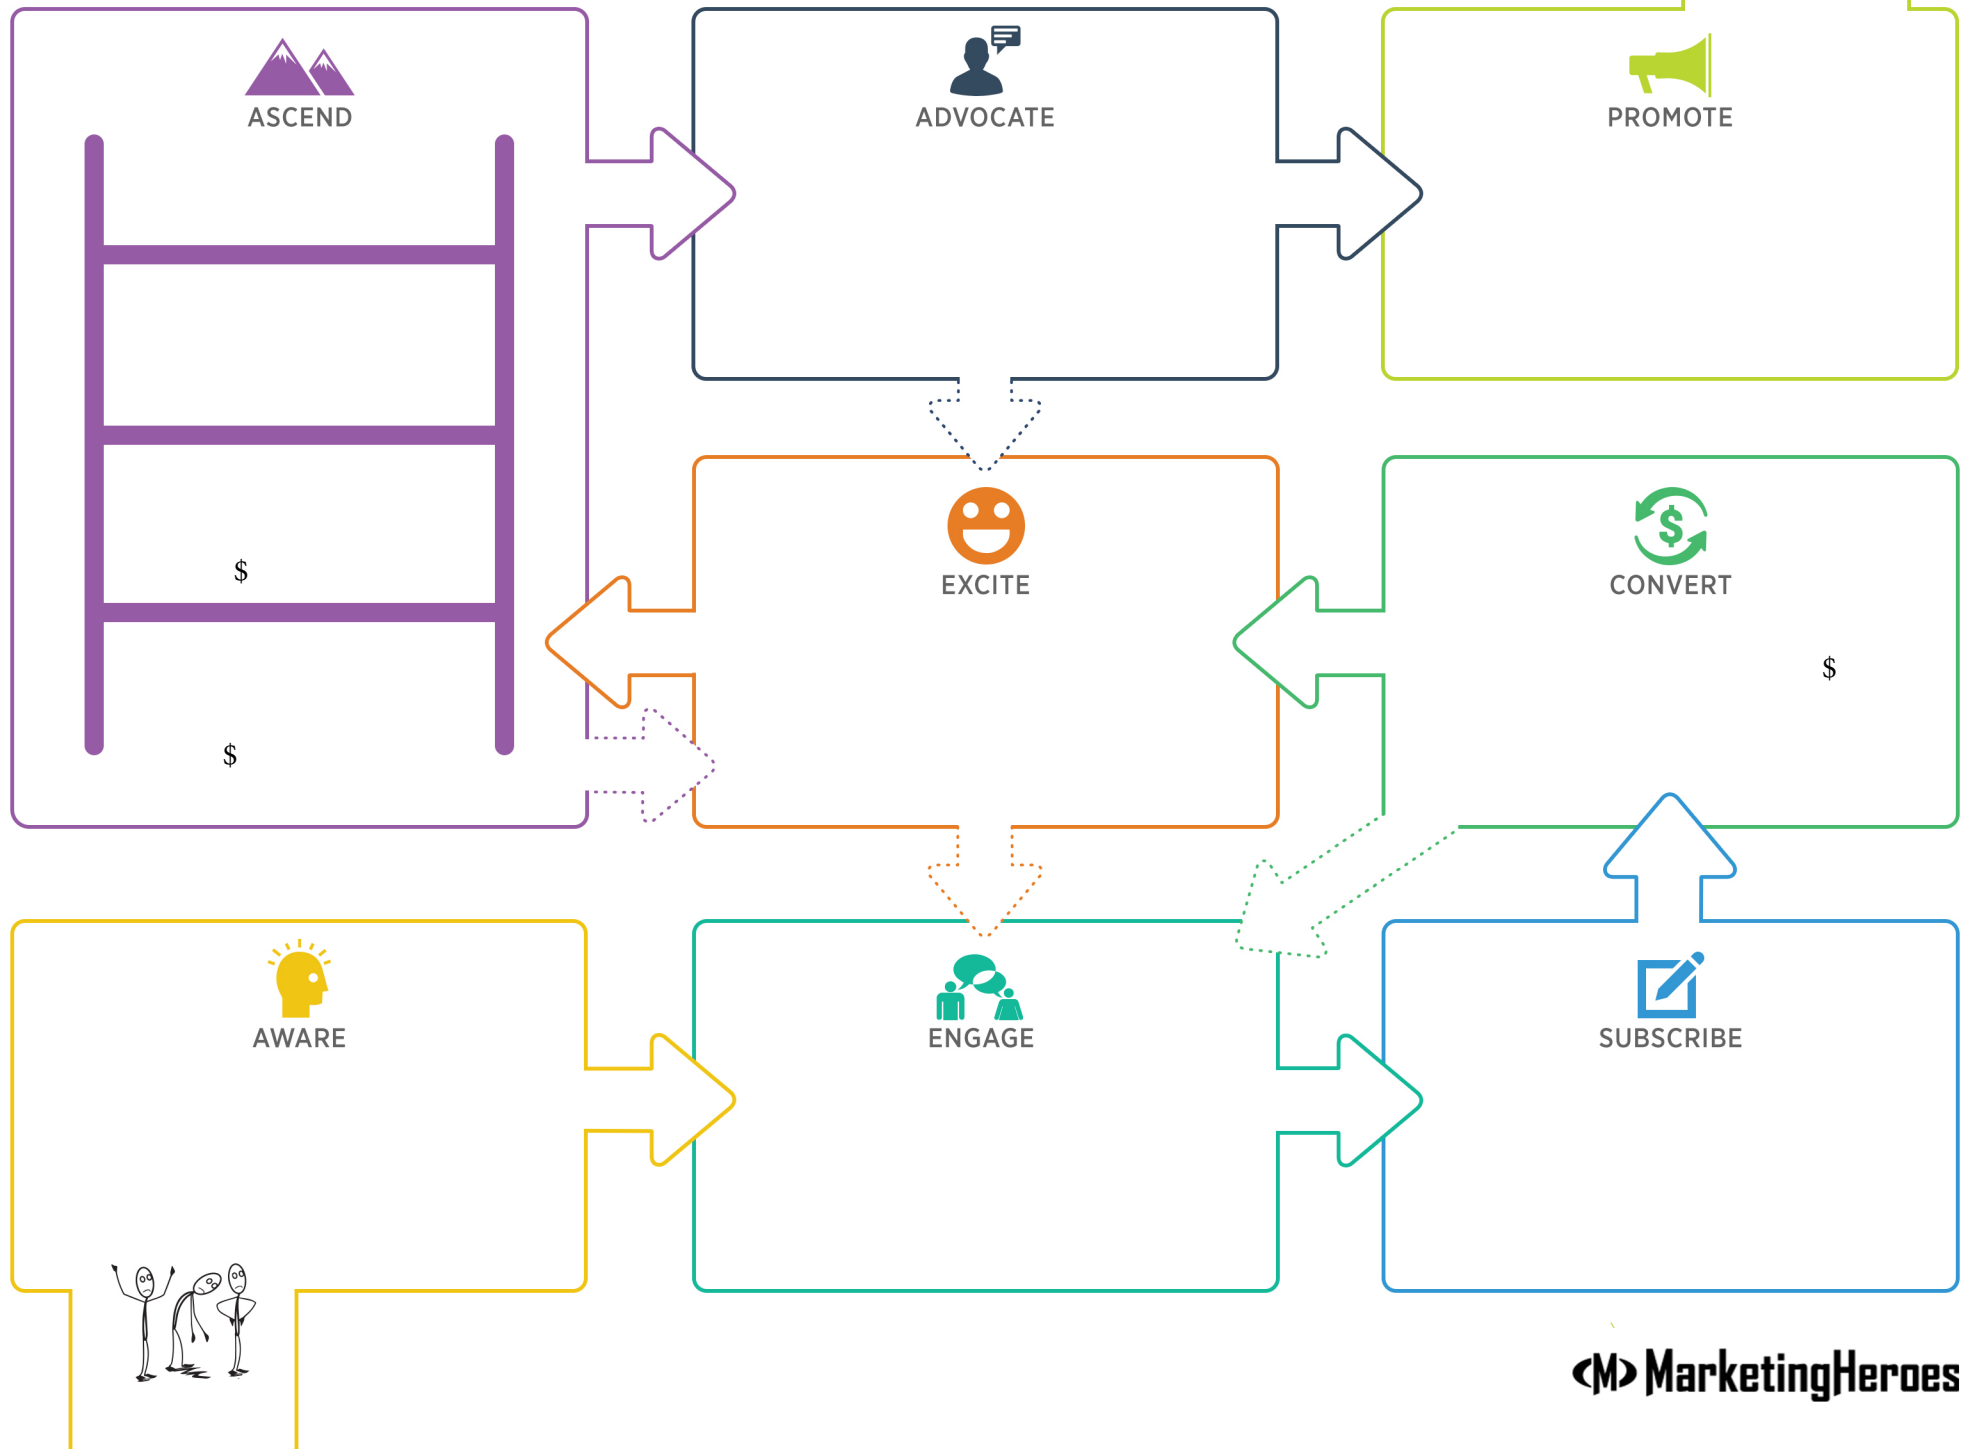 ASCEND
ADVOCATE
PROMOTE
$
$
EXCITE
$
CONVERT
$
AWARE
ENGAGE
SUBSCRIBE
M MarketingHeroes